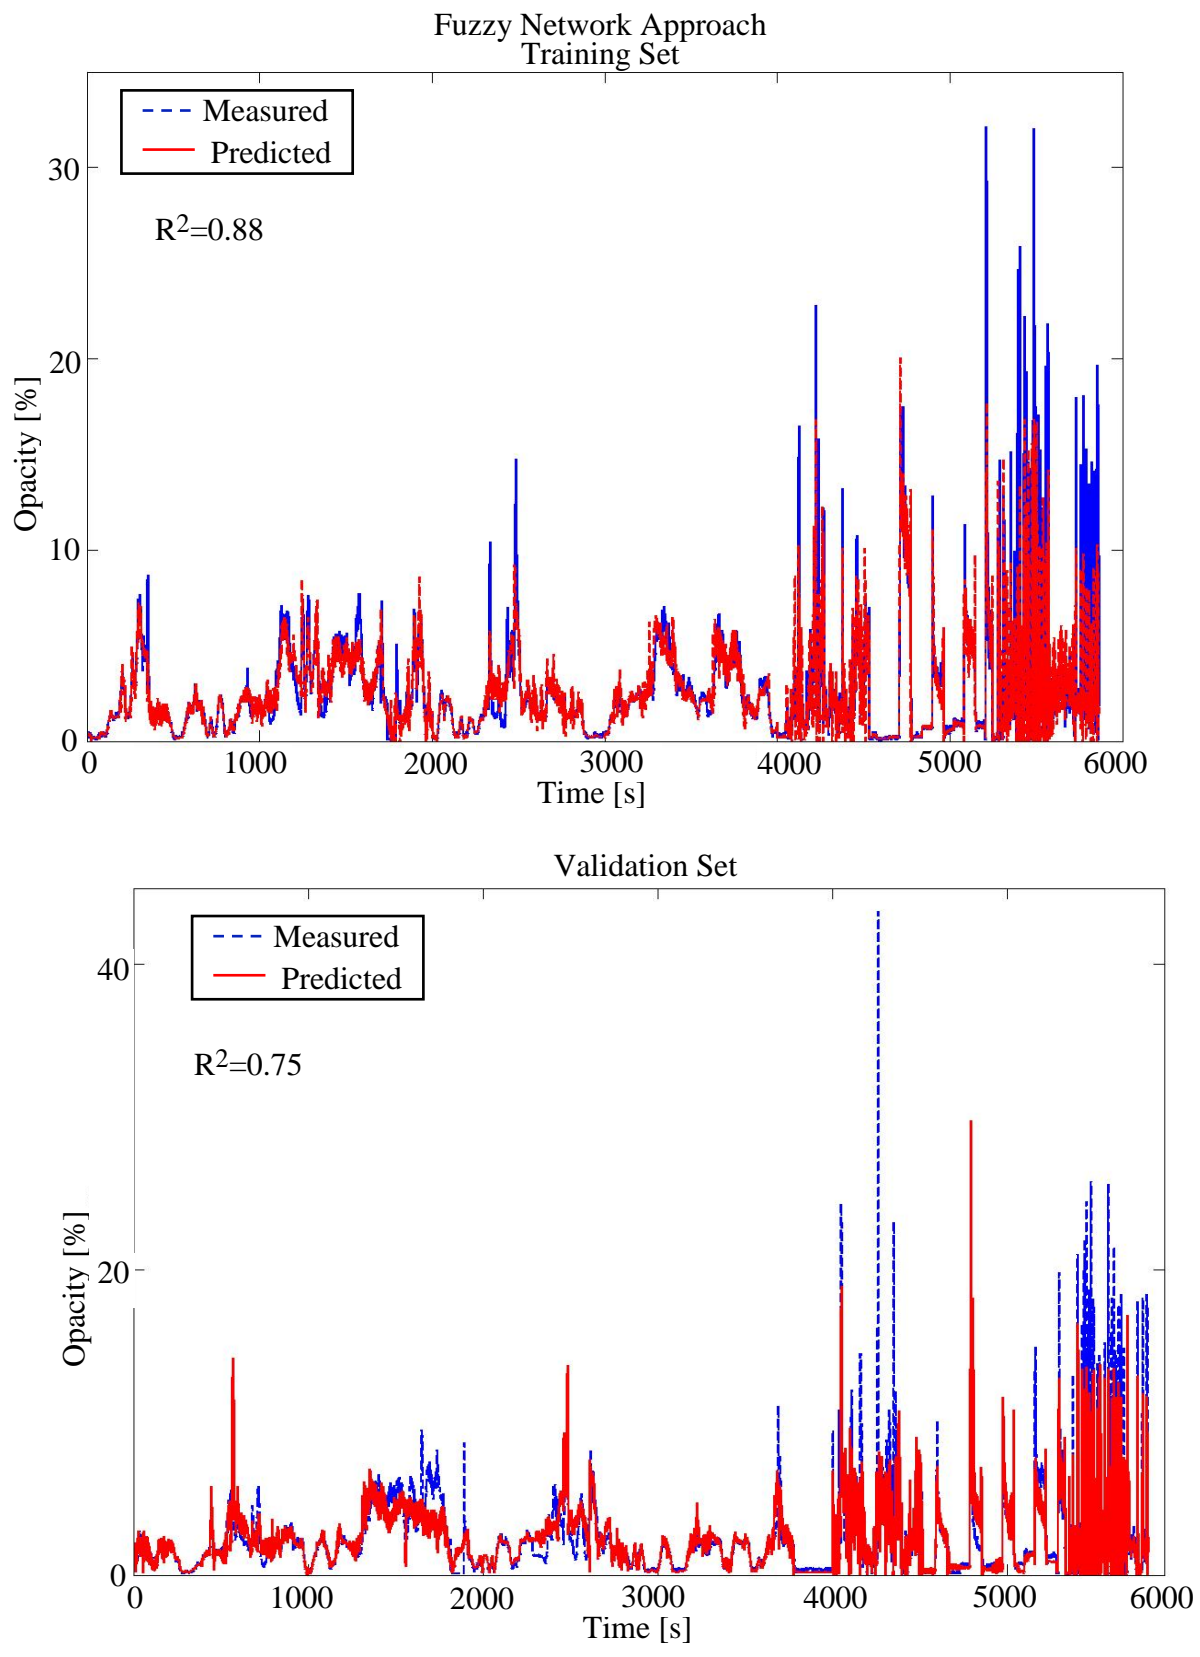 Fuzzy Network Approach
Training Set
Measured
Predicted
R2=0.88
30
20
10
0
Opacity [%]
0 1000 2000 3000 4000 5000 6000
Time [s]
Validation Set
Measured
Predicted
R2=0.75
40
20
0
Opacity [%]
0 1000 2000 3000 4000 5000 6000
Time [s]